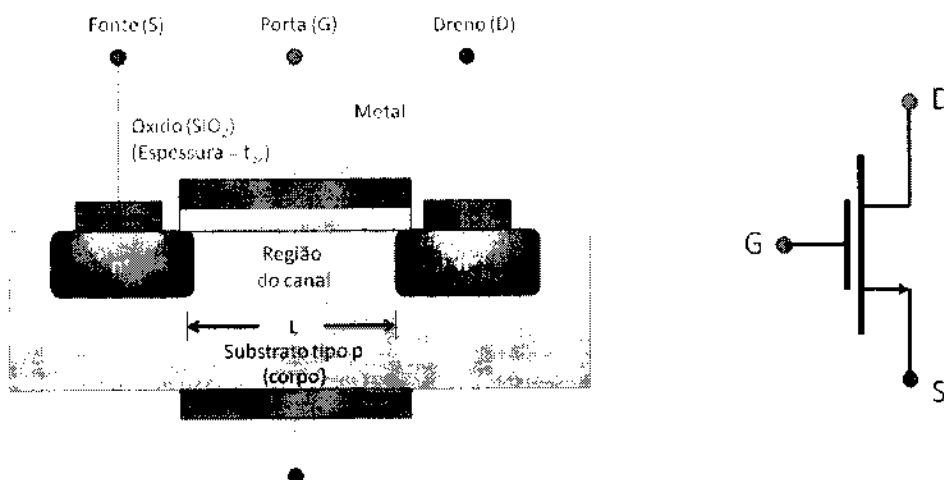 Fonte (S)
Porta (G)
Dreno (D)
Metal
Óxido (SiO₂)
(Espessura – tₒₓ)
n⁺
Região
do canal
L
Substrato tipo p
(corpo)
D
G
S